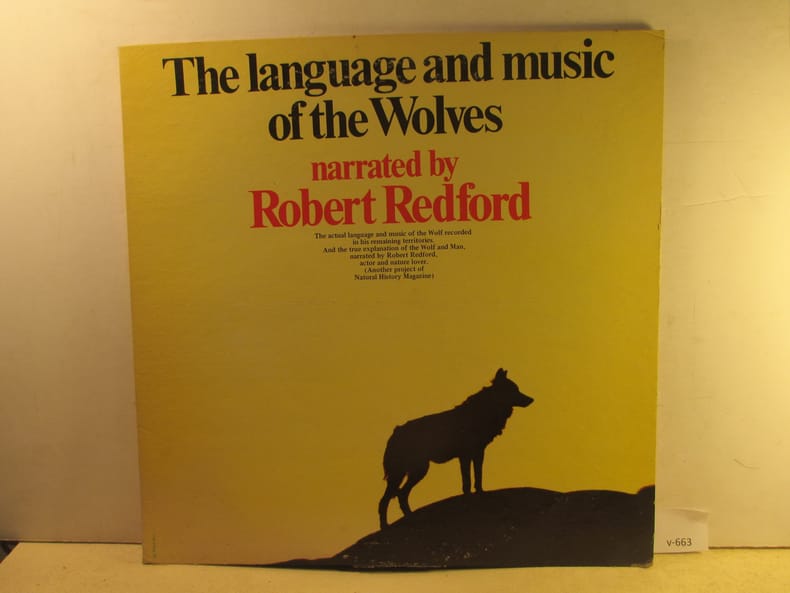 The language and music
of the Wolves
narrated by
Robert Redford
The actual language and music of the Wolf recorded
in his remaining territories.
And the true explanation of the Wolf and Man,
narrated by Robert Redford,
actor and nature lover.
(Another project of
Natural History Magazine)
v-663